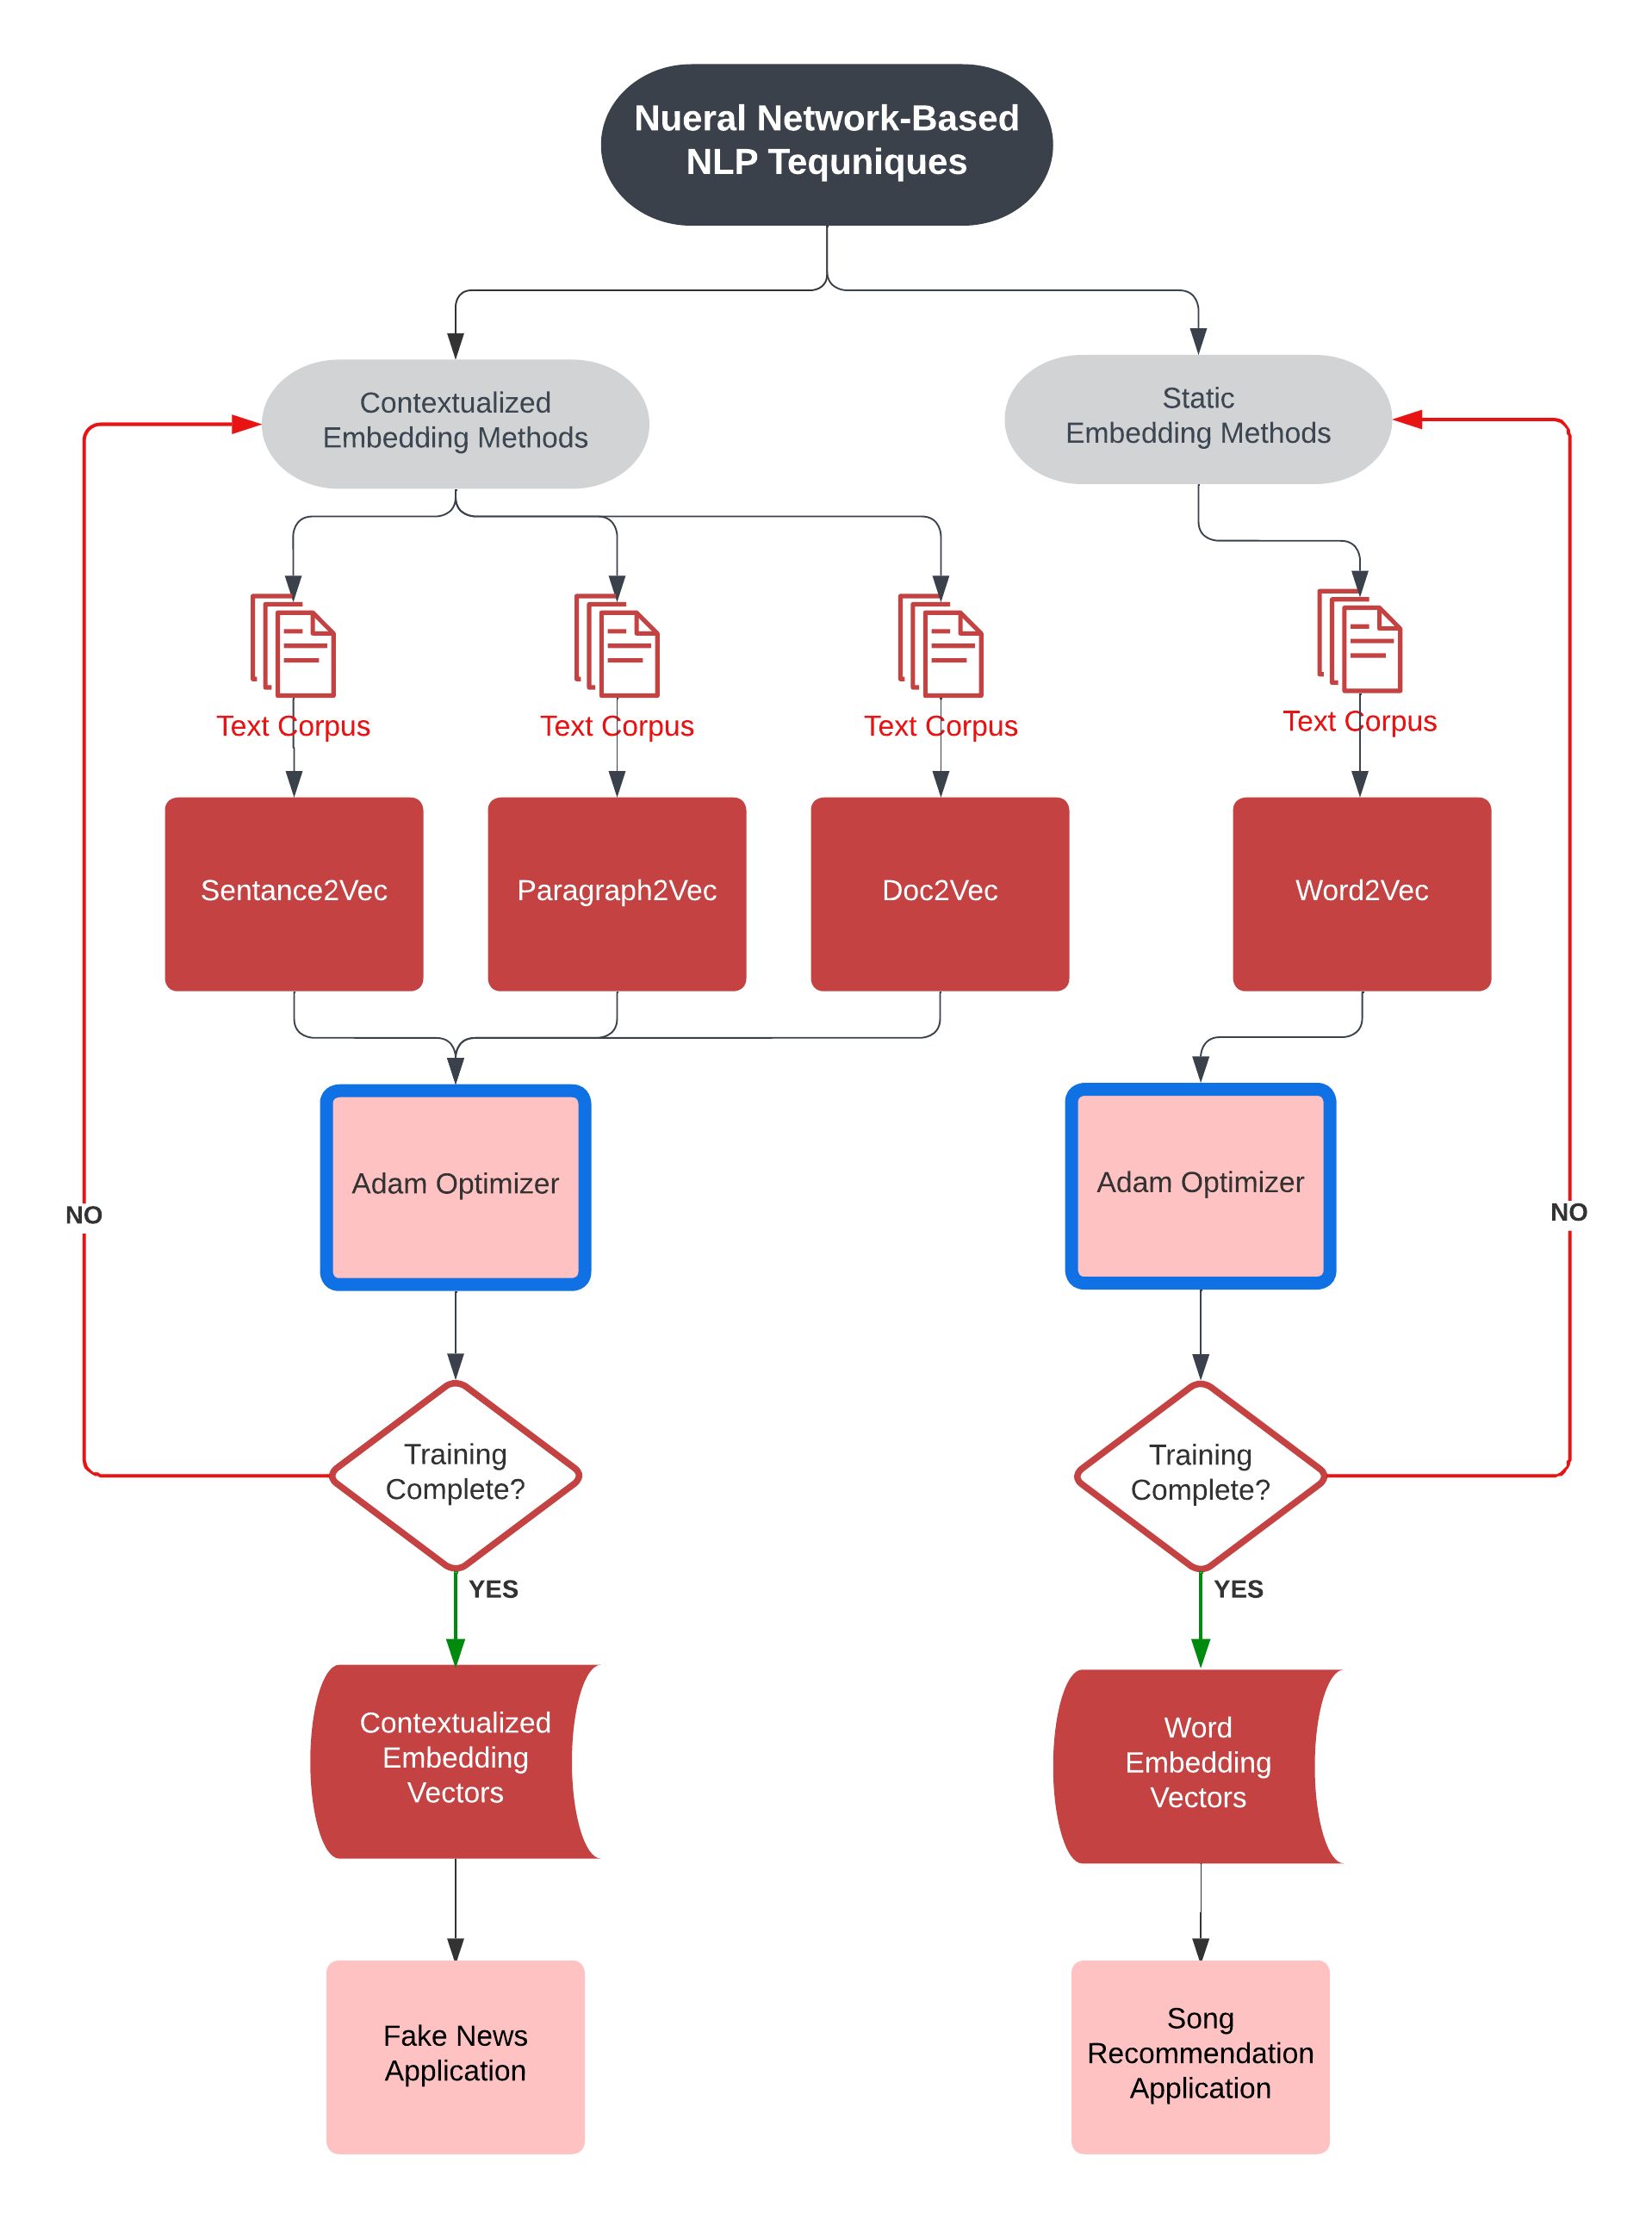 Nueral Network-Based
NLP Tequniques
Contextualized
Embedding Methods
Static
Embedding Methods
Text Corpus
Text Corpus
Text Corpus
Text Corpus
Sentance2Vec
Paragraph2Vec
Doc2Vec
Word2Vec
Adam Optimizer
Adam Optimizer
NO
NO
Training
Complete?
Training
Complete?
YES
YES
Contextualized
Embedding
Vectors
Word
Embedding
Vectors
Fake News
Application
Song
Recommendation
Application